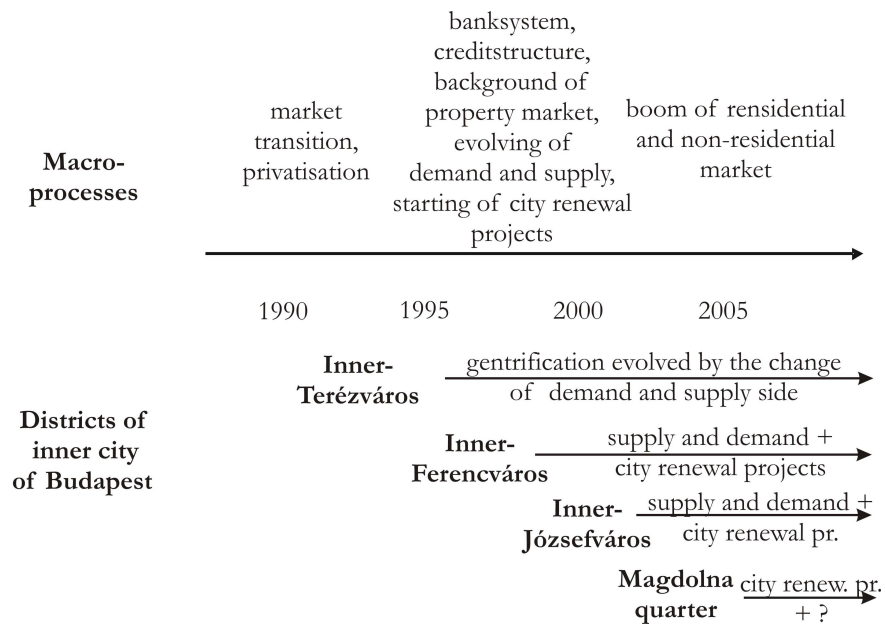 Macro-
processes
market
transition,
privatisation
banksystem,
creditstructure,
background of
property market,
evolving of
demand and supply,
starting of city renewal
projects
boom of rensidential
and non-residential
market
1990
1995
2000
2005
Districts of
inner city
of Budapest
Inner-
Terézváros
gentrification evolved by the change
of demand and supply side
Inner-
Ferencváros
supply and demand +
city renewal projects
Inner-
Józsefváros
supply and demand +
city renewal pr.
Magdolna
quarter
city renew. pr.
+ ?